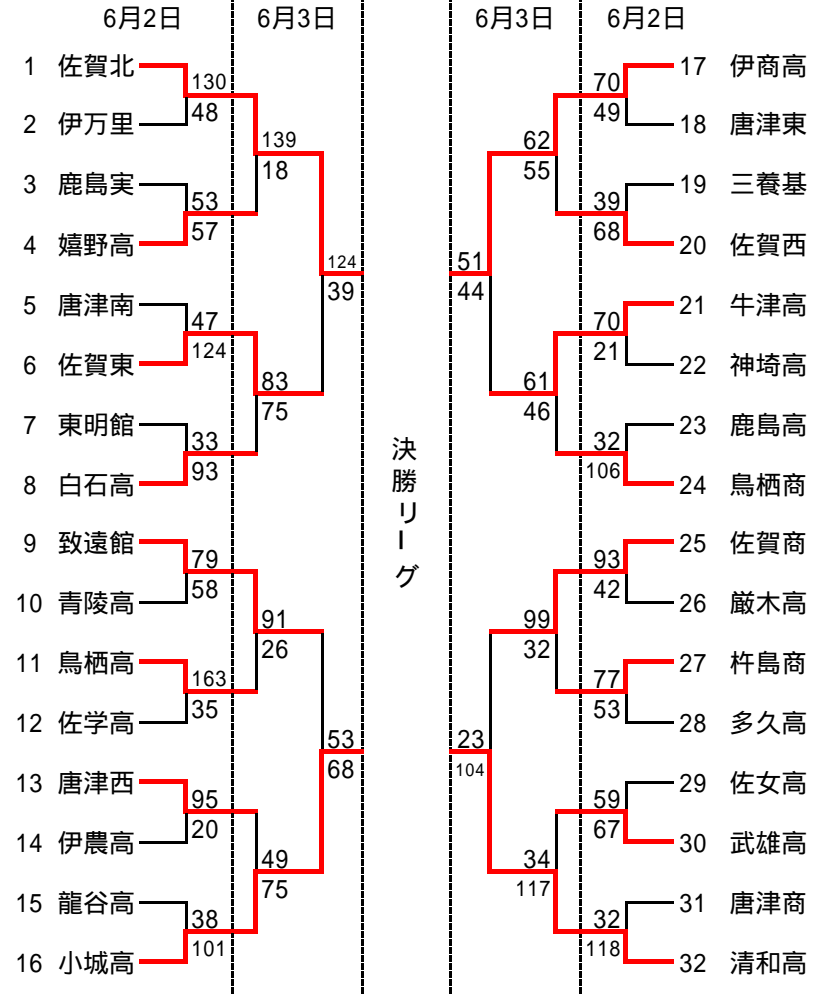 6月2日
6月3日
6月3日
6月2日
1 佐賀北
130
2 伊万里
48
139
18
3 鹿島実
53
4 嬉野高
57
124
39
5 唐津南
47
6 佐賀東
124
83
75
7 東明館
33
8 白石高
93
9 致遠館
79
10 青陵高
58
91
26
11 鳥栖高
163
12 佐学高
35
53
68
13 唐津西
95
14 伊農高
20
49
75
15 龍谷高
38
16 小城高
101
決勝リーグ
17 伊商高
70
18 唐津東
49
62
55
19 三養基
39
20 佐賀西
68
51
44
21 牛津高
70
22 神埼高
21
61
46
23 鹿島高
32
24 鳥栖商
106
25 佐賀商
93
26 厳木高
42
99
32
27 杵島商
77
28 多久高
53
23
104
29 佐女高
59
30 武雄高
67
34
117
31 唐津商
32
32 清和高
118